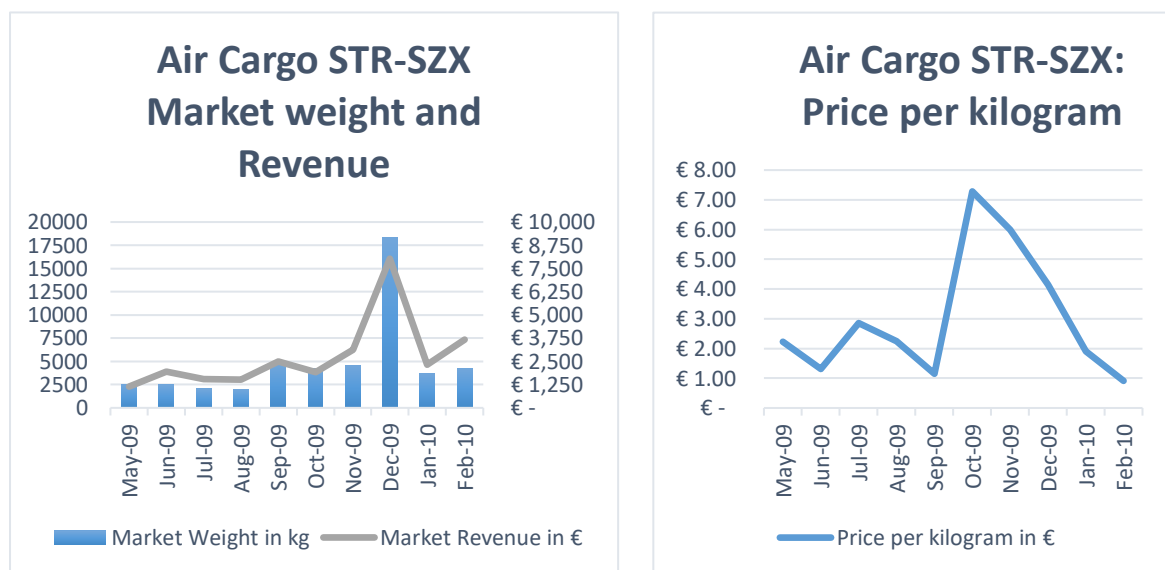 Air Cargo STR-SZX
Market weight and
Revenue
20000
17500
15000
12500
10000
7500
5000
2500
0
€ 10,000
€ 8,750
€ 7,500
€ 6,250
€ 5,000
€ 3,750
€ 2,500
€ 1,250
€ -
May-09
Jun-09
Jul-09
Aug-09
Sep-09
Oct-09
Nov-09
Dec-09
Jan-10
Feb-10
Market Weight in kg
Market Revenue in €
Air Cargo STR-SZX:
Price per kilogram
€ 8.00
€ 7.00
€ 6.00
€ 5.00
€ 4.00
€ 3.00
€ 2.00
€ 1.00
€ -
May-09
Jun-09
Jul-09
Aug-09
Sep-09
Oct-09
Nov-09
Dec-09
Jan-10
Feb-10
Price per kilogram in €